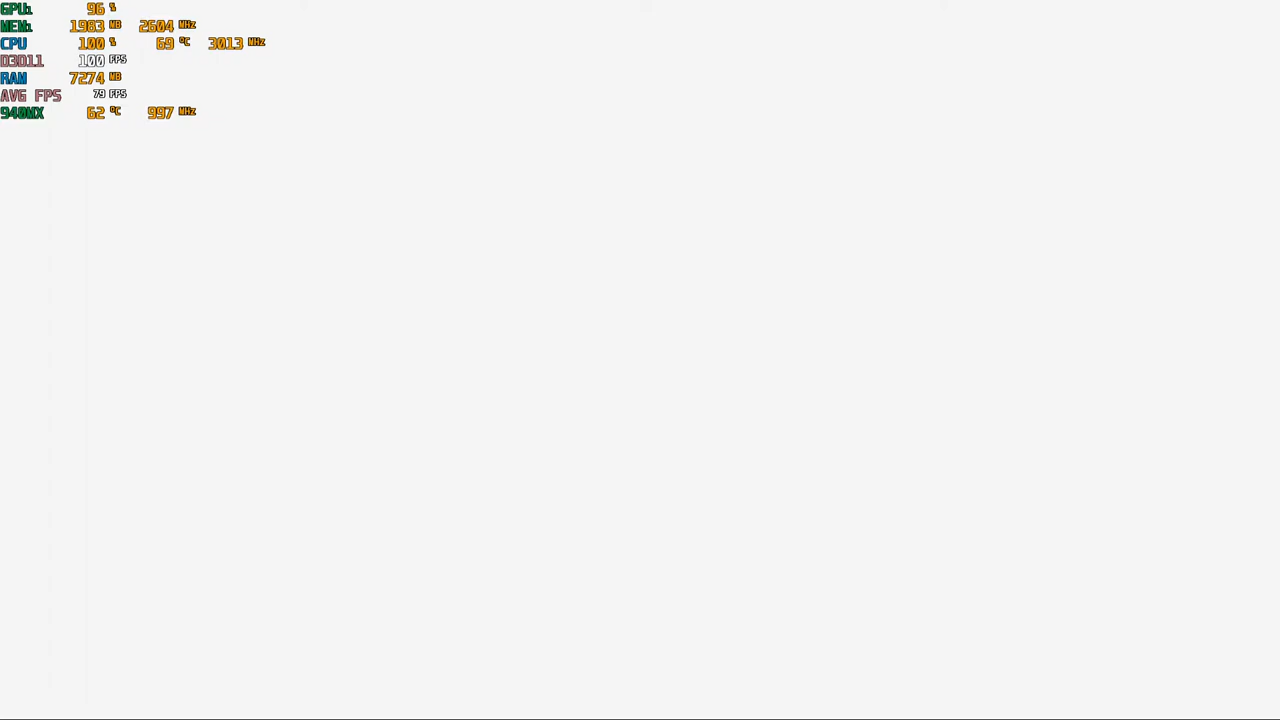 GPU1 96 %
MEM1 1983 MB 2604 MHz
CPU 100 % 69 °C 3013 MHz
D3D11 100 FPS
RAM 7274 MB
AVG FPS 79 FPS
940MX 62 °C 997 MHz